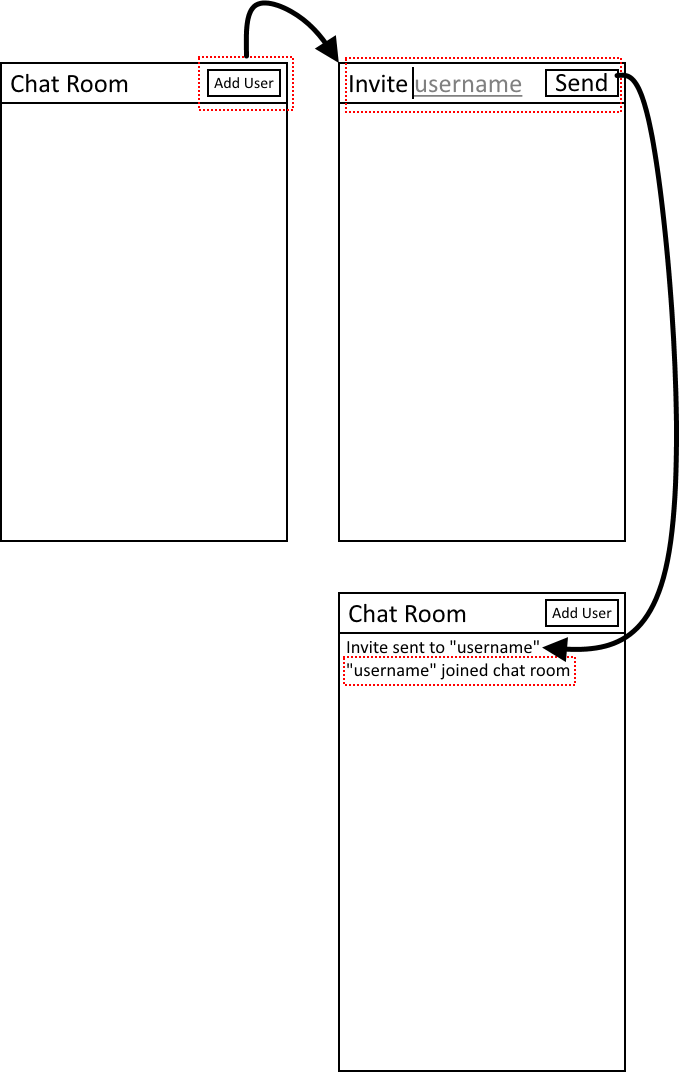 Chat Room Add User
Invite username Send
Chat Room Add User
Invite sent to "username"
"username" joined chat room